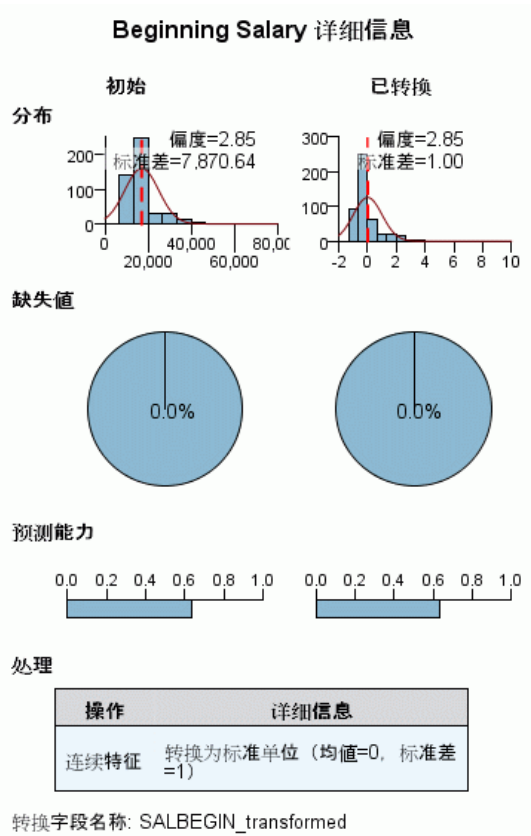 Beginning Salary 详细信息
初始 已转换
分布
偏度=2.85
标准差=7,870.64
200
100
0
0 40,000 80,0
20,000 60,000
偏度=2.85
标准差=1.00
300
200
100
0
-2 0 2 4 6 8 10
缺失值
0.0% 0.0%
预测能力
0.0 0.2 0.4 0.6 0.8 1.0 0.0 0.2 0.4 0.6 0.8 1.0
处理
操作 详细信息
连续特征 转换为标准单位（均值=0，标准差
=1）
转换字段名称: SALBEGIN_transformed